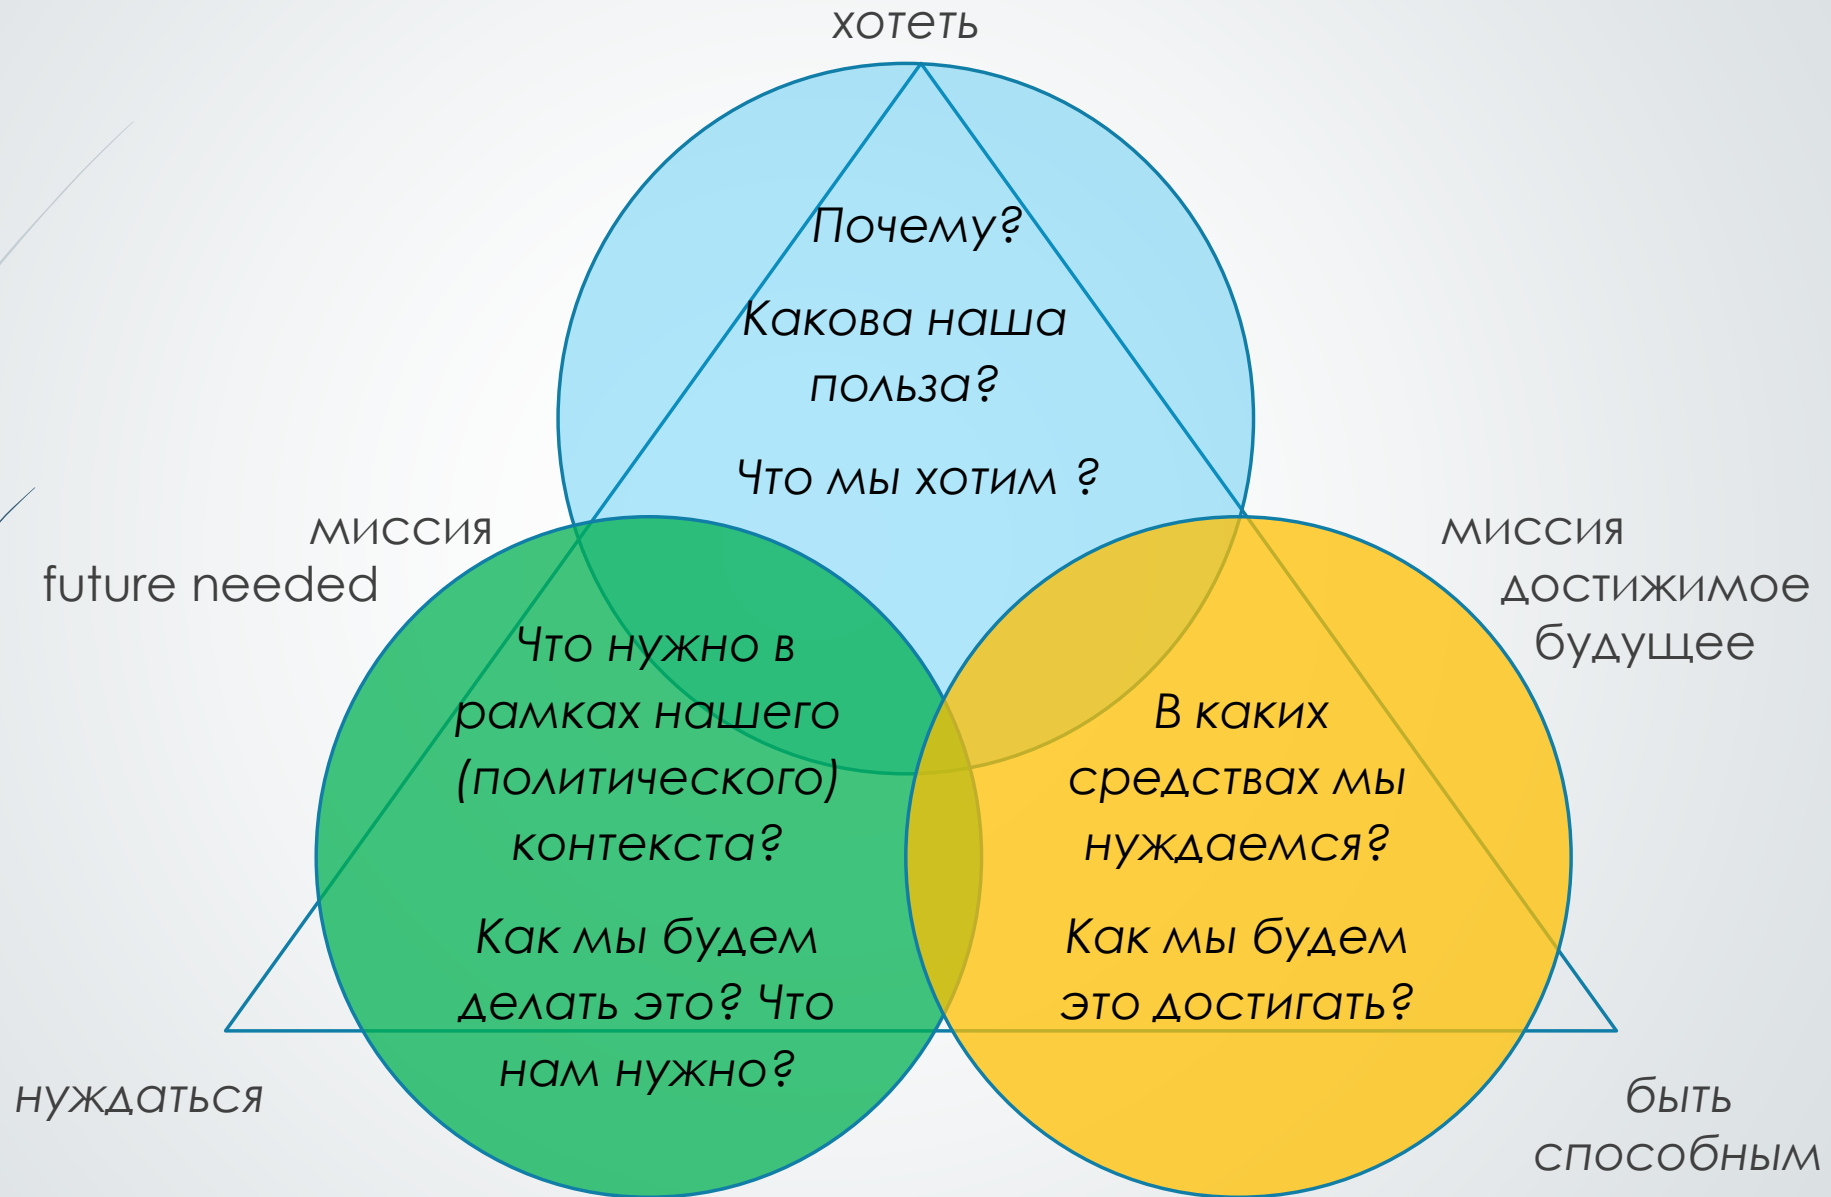 хотеть
Почему?
Какова наша
польза?
Что мы хотим ?
миссия
future needed
миссия
достижимое
будущее
Что нужно в
рамках нашего
(политического)
контекста?
Как мы будем
делать это? Что
нам нужно?
В каких
средствах мы
нуждаемся?
Как мы будем
это достигать?
нуждаться
быть
способным